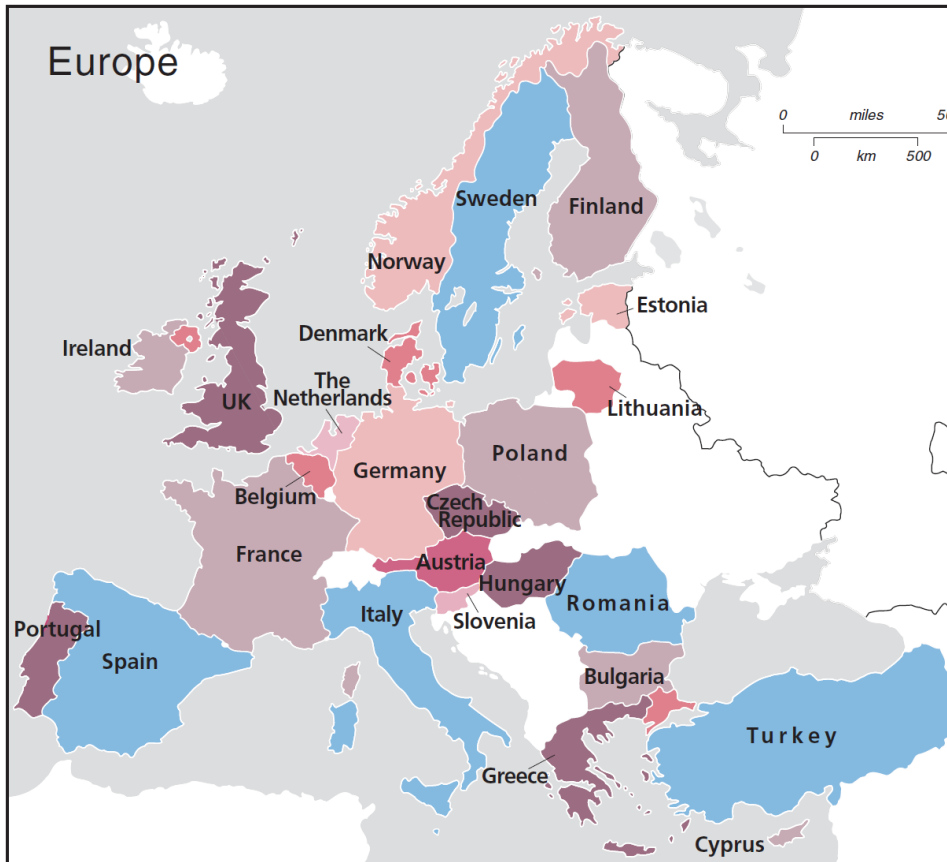 Europe
0 miles 50
0 km 500
Sweden
Finland
Norway
Estonia
Denmark
Ireland
The
Netherlands
UK
Lithuania
Poland
Germany
Belgium
Czech
Republic
France
Austria
Hungary
Romania
Italy
Slovenia
Portugal
Spain
Bulgaria
Turkey
Greece
Cyprus